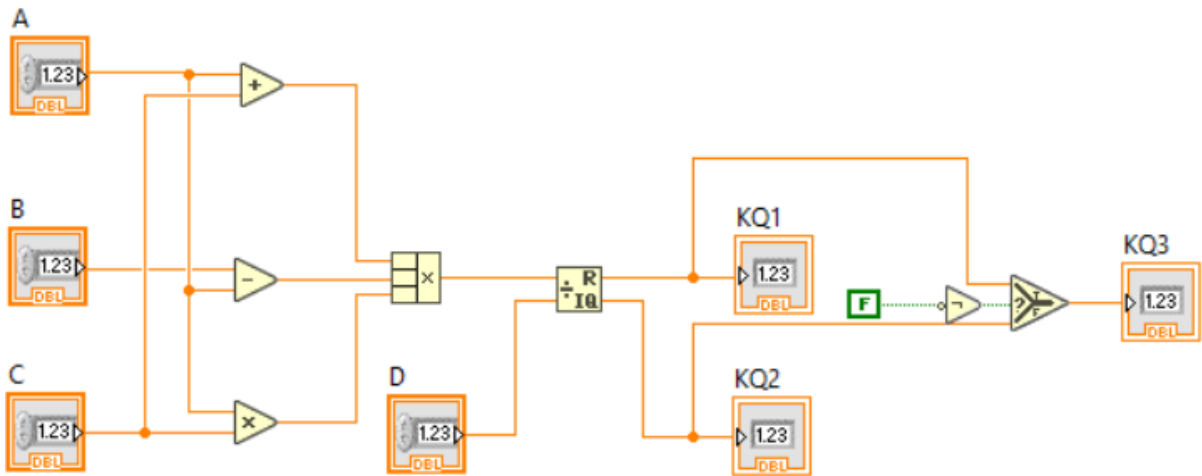 A
1.23
DBL
+
B
1.23
DBL
−
C
1.23
DBL
×
×
D
1.23
DBL
÷ R
IQ
KQ1
1.23
DBL
KQ2
1.23
DBL
F
¬
T
?
F
KQ3
1.23
DBL